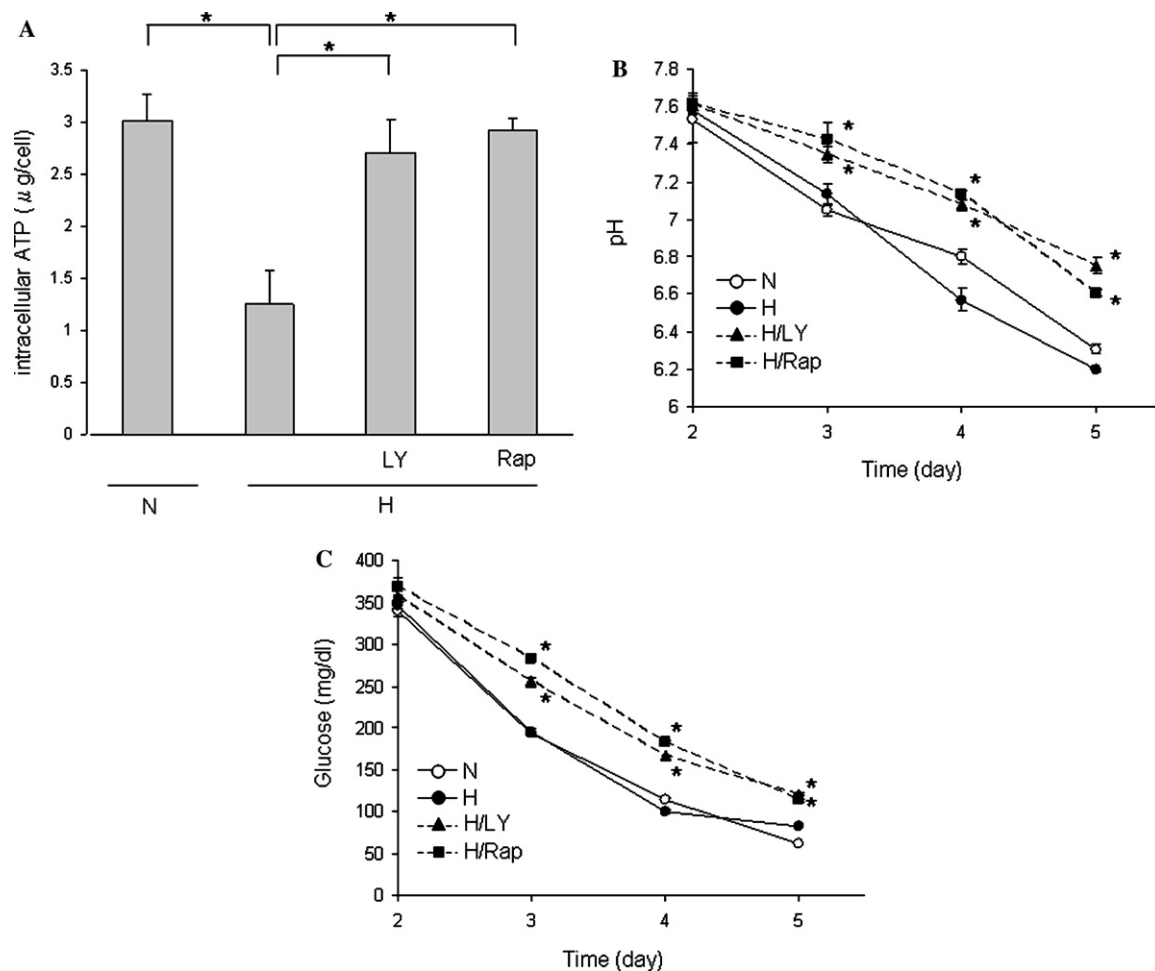 A
*
*
*
intracellular ATP ( μ g/cell)
3.5
3
2.5
2
1.5
1
0.5
0
LY
Rap
N
H
B
pH
7.8
7.6
7.4
7.2
7
6.8
6.6
6.4
6.2
6
*
*
*
*
*
*
N
H
H/LY
H/Rap
2
3
4
5
Time (day)
C
Glucose (mg/dl)
400
350
300
250
200
150
100
50
0
*
*
*
*
*
*
N
H
H/LY
H/Rap
2
3
4
5
Time (day)